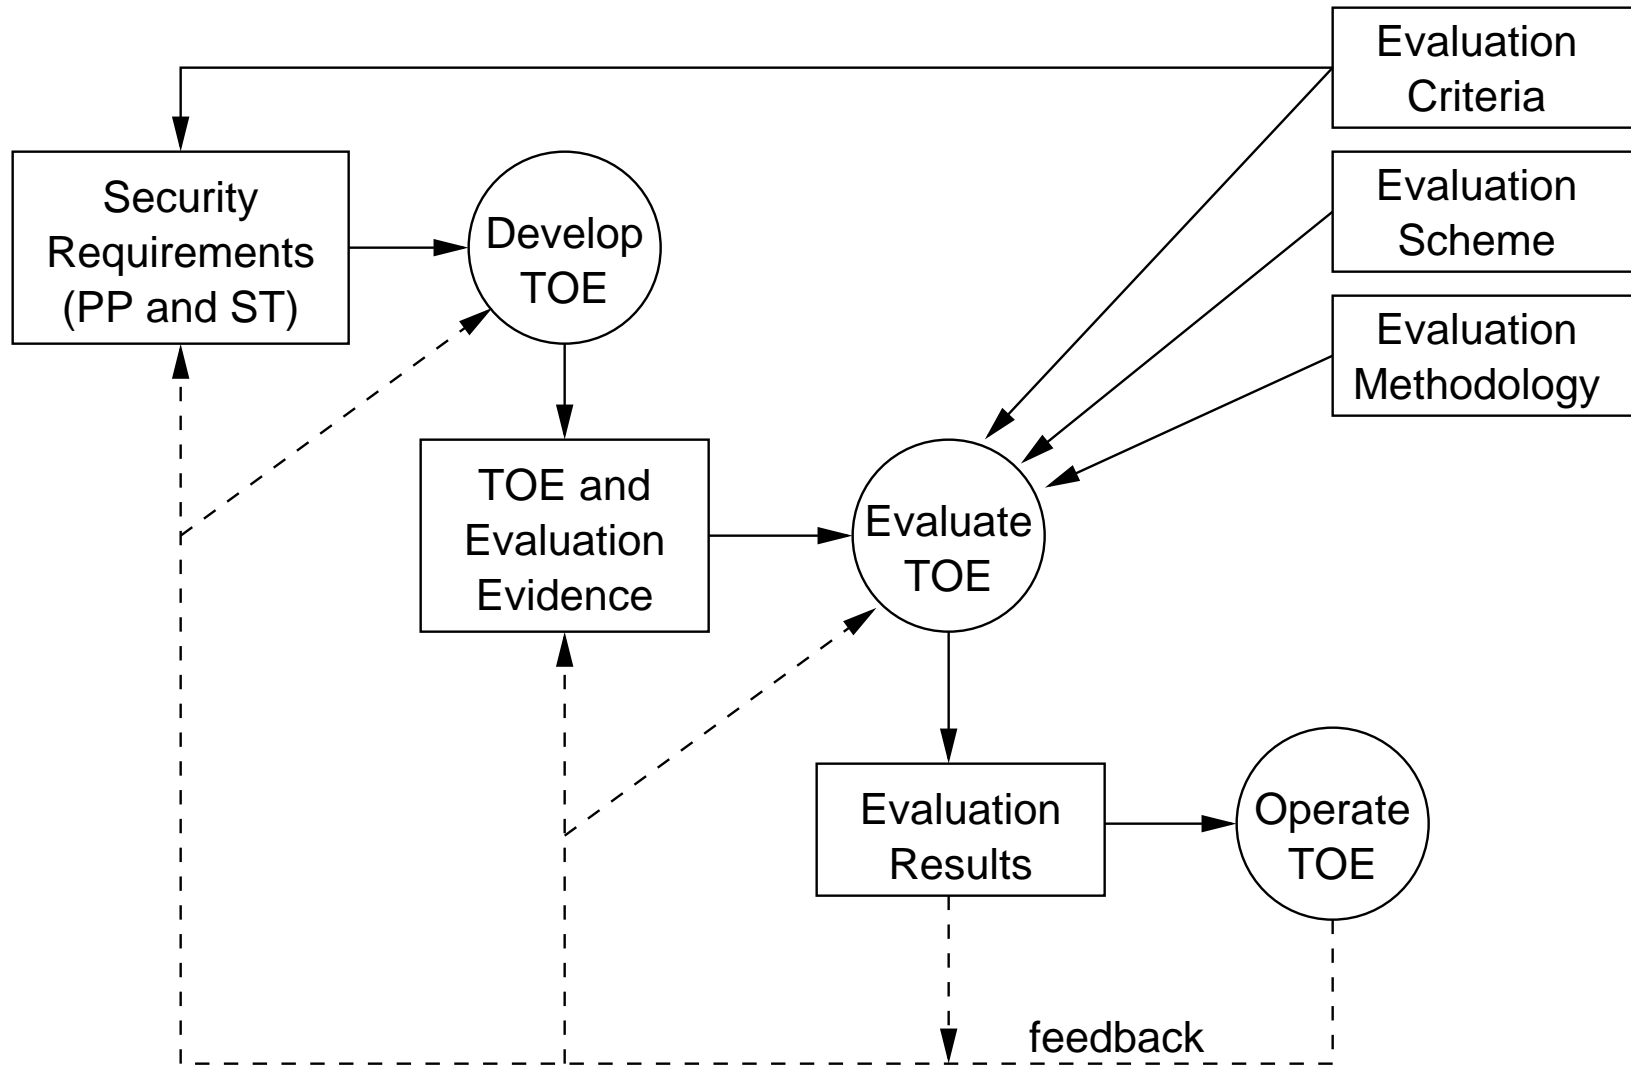 Evaluation
Criteria
Security
Requirements
(PP and ST)
Develop
TOE
Evaluation
Scheme
Evaluation
Methodology
TOE and
Evaluation
Evidence
Evaluate
TOE
Evaluation
Results
Operate
TOE
feedback